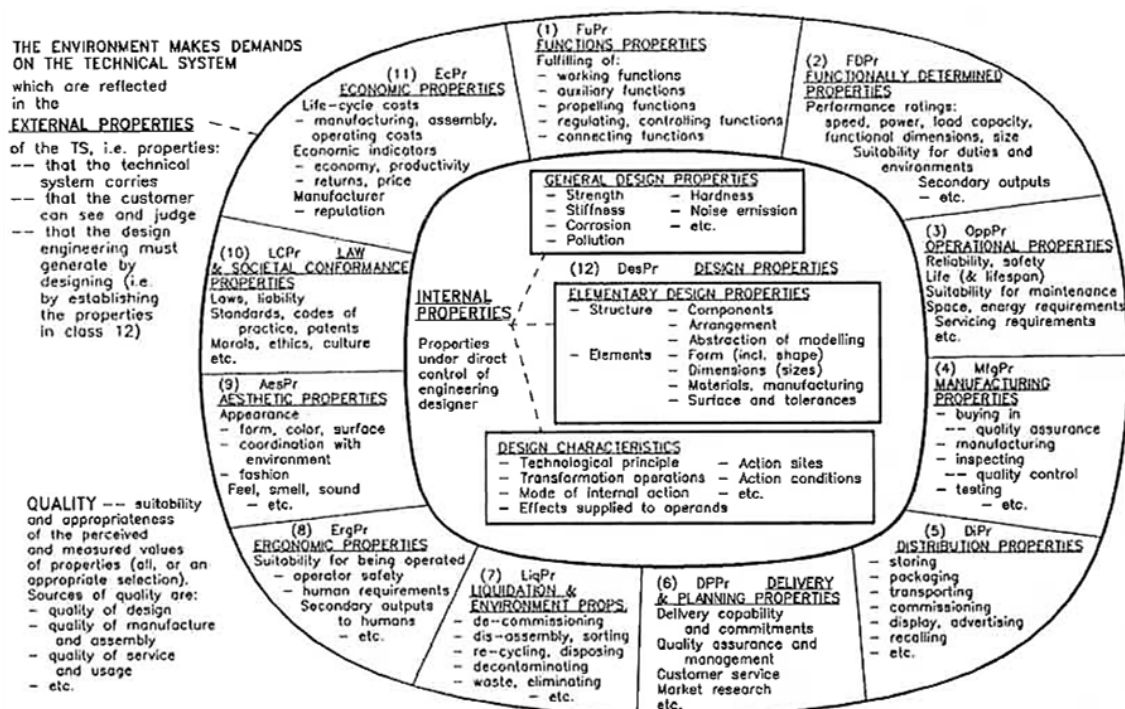 THE ENVIRONMENT MAKES DEMANDS
ON THE TECHNICAL SYSTEM
which are reflected
in the
EXTERNAL PROPERTIES
of the TS, i.e. properties:
-- that the technical
system carries
-- that the customer
can see and judge
-- that the design
engineering must
generate by
designing (i.e.
by establishing
the properties
in class 12)
QUALITY -- suitability
and appropriateness
of the perceived
and measured values
of properties (all, or an
appropriate selection).
Sources of quality are:
- quality of design
- quality of manufacture
and assembly
- quality of service
and usage
- etc.
(1) FuPr
FUNCTIONS PROPERTIES
Fulfilling of:
- working functions
- auxiliary functions
- propelling functions
- regulating, controlling functions
- connecting functions
(2) FDPr
FUNCTIONALLY DETERMINED
PROPERTIES
Performance ratings:
speed, power, load capacity,
functional dimensions, size
Suitability for duties and
environments
Secondary outputs
- etc.
(3) OppPr
OPERATIONAL PROPERTIES
Reliability, safety
Life (& lifespan)
Suitability for maintenance
Space, energy requirements
Servicing requirements
etc.
(4) MfgPr
MANUFACTURING
PROPERTIES
- buying in
-- quality assurance
- manufacturing
- inspecting
-- quality control
- testing
- etc.
(5) DiPr
DISTRIBUTION PROPERTIES
- storing
- packaging
- transporting
- commissioning
- display, advertising
- recalling
- etc.
(6) DPPr DELIVERY
& PLANNING PROPERTIES
Delivery capability
and commitments
Quality assurance and
management
Customer service
Market research
etc.
(7) LiqPr
LIQUIDATION &
ENVIRONMENT PROPS.
- de-commissioning
- dis-assembly, sorting
- re-cycling, disposing
- decontaminating
- waste, eliminating
- etc.
(8) ErgPr
ERGONOMIC PROPERTIES
Suitability for being operated
- operator safety
- human requirements
Secondary outputs
to humans
- etc.
(9) AesPr
AESTHETIC PROPERTIES
Appearance
- form, color, surface
- coordination with
environment
- fashion
Feel, smell, sound
- etc.
(10) LCPr LAW
& SOCIETAL CONFORMANCE
PROPERTIES
Laws, liability
Standards, codes of
practice, patents
Morals, ethics, culture
etc.
(11) EcPr
ECONOMIC PROPERTIES
Life-cycle costs
- manufacturing, assembly,
operating costs
Economic indicators
- economy, productivity
- returns, price
Manufacturer
- reputation
INTERNAL
PROPERTIES
Properties
under direct
control of
engineering
designer
GENERAL DESIGN PROPERTIES
- Strength - Hardness
- Stiffness - Noise emission
- Corrosion - etc.
- Pollution
(12) DesPr DESIGN PROPERTIES
ELEMENTARY DESIGN PROPERTIES
- Structure - Components
- Arrangement
- Abstraction of modelling
- Elements - Form (incl. shape)
- Dimensions (sizes)
- Materials, manufacturing
- Surface and tolerances
DESIGN CHARACTERISTICS
- Technological principle - Action sites
- Transformation operations - Action conditions
- Mode of internal action - etc.
- Effects supplied to operands